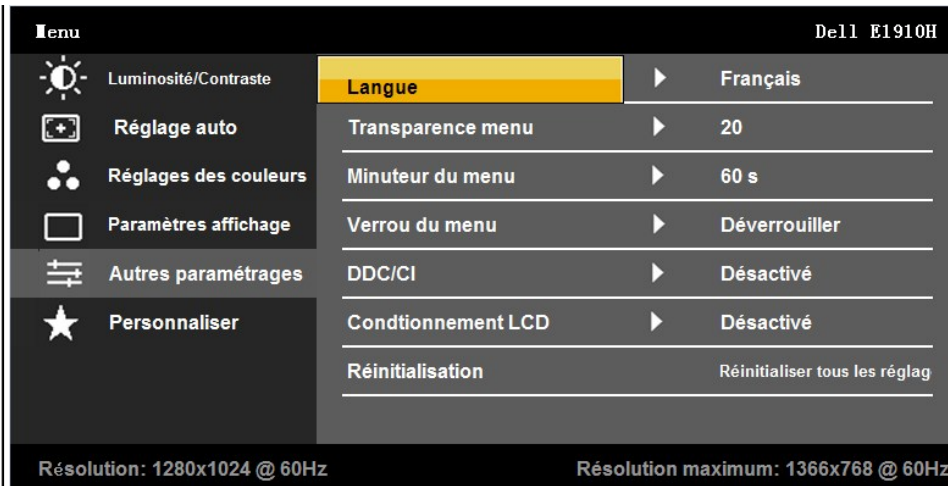 Menu Dell E1910H
Luminosité/Contraste Langue Français
Réglage auto Transparence menu 20
Réglages des couleurs Minuteur du menu 60 s
Paramètres affichage Verrou du menu Déverrouiller
Autres paramétrages DDC/CI Désactivé
Personnaliser Condtionnement LCD Désactivé
Réinitialisation Réinitialiser tous les réglag
Résolution: 1280x1024 @ 60Hz Résolution maximum: 1366x768 @ 60Hz